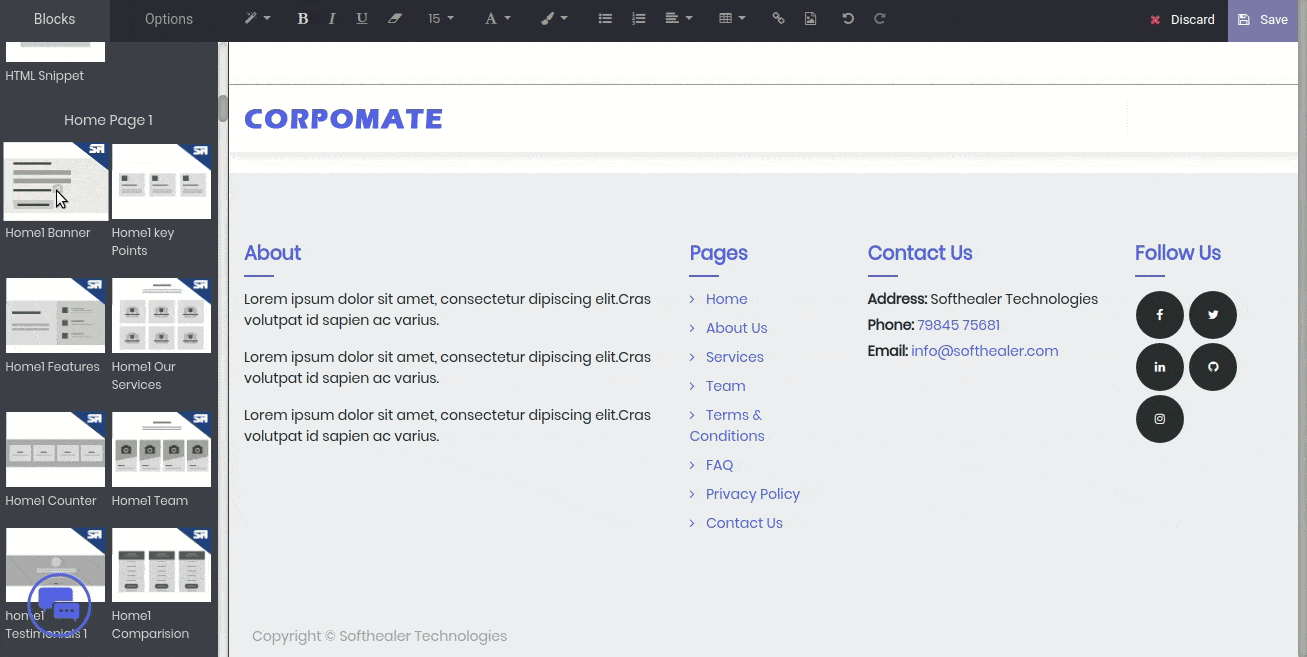 Blocks
Options
B
I
U
15
A
Discard
Save
HTML Snippet
Home Page 1
Home1 Banner
Home1 key
Points
Home1 Features
Home1 Our
Services
Home1 Counter
Home1 Team
home1
Testimonials 1
Home1
Comparision
CORPOMATE
About
Lorem ipsum dolor sit amet, consectetur dipiscing elit.Cras
volutpat id sapien ac varius.
Lorem ipsum dolor sit amet, consectetur dipiscing elit.Cras
volutpat id sapien ac varius.
Lorem ipsum dolor sit amet, consectetur dipiscing elit.Cras
volutpat id sapien ac varius.
Pages
Home
About Us
Services
Team
Terms &
Conditions
FAQ
Privacy Policy
Contact Us
Contact Us
Address: Softhealer Technologies
Phone: 79845 75681
Email: info@softhealer.com
Follow Us
Copyright © Softhealer Technologies